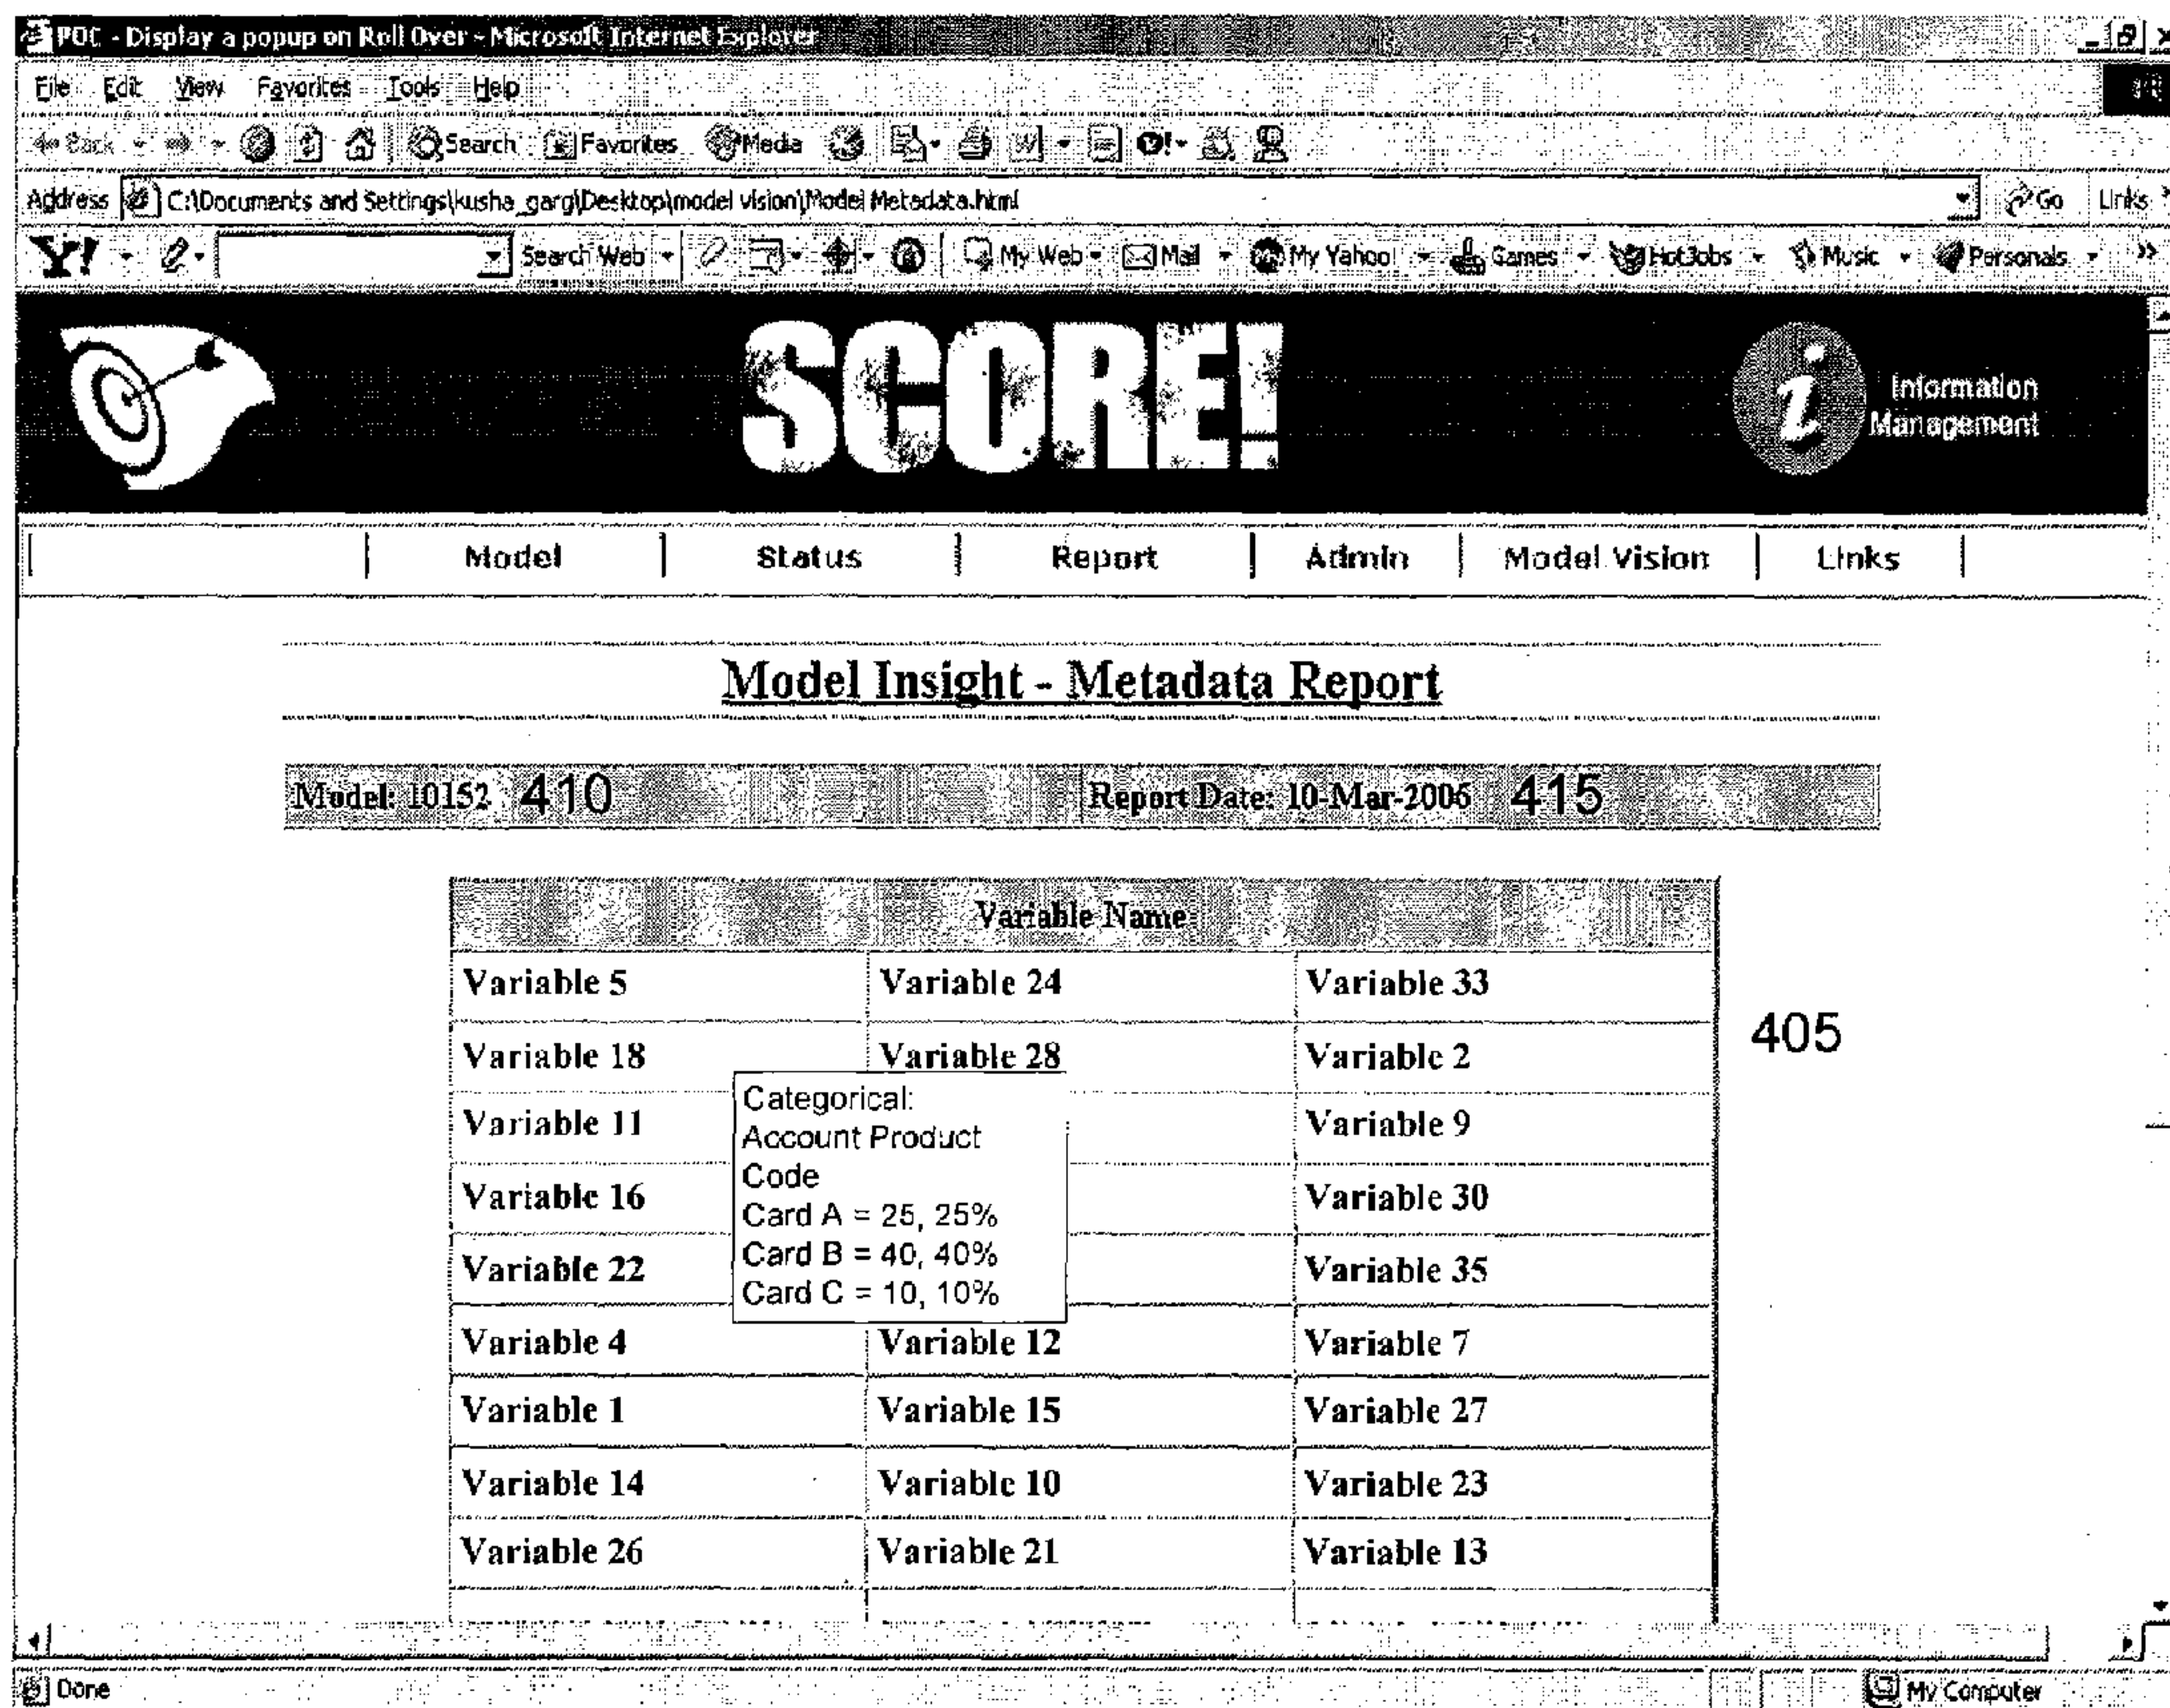 POC - Display a popup on Roll Over - Microsoft Internet Explorer
File Edit View Favorites Tools Help
Back Search Favorites Media
Address C:\Documents and Settings\kusha_garg\Desktop\model vision\Model Metadata.html Go Links »
Y! Search Web My Web Mail My Yahoo! Games HotJobs Music Personals »
SCORE!
i Information
Management
Model Status Report Admin Model Vision Links
Model Insight - Metadata Report
Model: 10152 410 Report Date: 10-Mar-2006 415
Variable Name
Variable 5 Variable 24 Variable 33
405
Variable 18 Variable 28 Variable 2
Categorical:
Account Product
Code
Card A = 25, 25%
Card B = 40, 40%
Card C = 10, 10%
Variable 11 Variable 9
Variable 16 Variable 30
Variable 22 Variable 35
Variable 4 Variable 12 Variable 7
Variable 1 Variable 15 Variable 27
Variable 14 Variable 10 Variable 23
Variable 26 Variable 21 Variable 13
Done My Computer